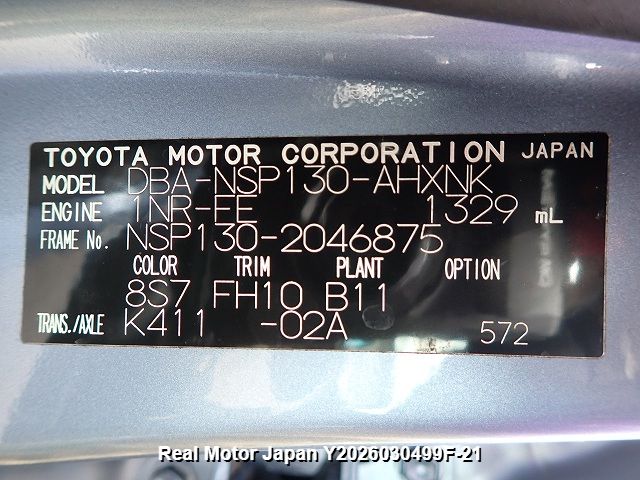 TOYOTA MOTOR CORPORATION JAPAN
MODEL DBA-NSP130-AHXNK
ENGINE 1NR-FE 1329 mL
FRAME No. NSP130-2046875
COLOR TRIM PLANT OPTION
8S7 FH10 B11
TRANS./AXLE K411 -02A 572
Real Motor Japan Y2026030499F-21